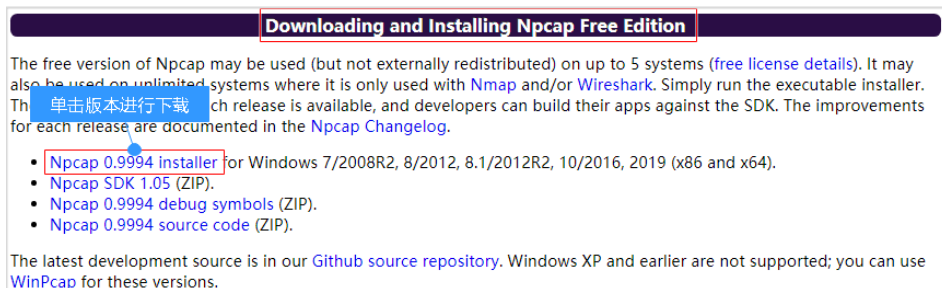 Downloading and Installing Npcap Free Edition
The free version of Npcap may be used (but not externally redistributed) on up to 5 systems (free license details). It may
also be used on unlimited systems where it is only used with Nmap and/or Wireshark. Simply run the executable installer.
单击版本进行下载
ch release is available, and developers can build their apps against the SDK. The improvements
for each release are documented in the Npcap Changelog.
• Npcap 0.9994 installer for Windows 7/2008R2, 8/2012, 8.1/2012R2, 10/2016, 2019 (x86 and x64).
• Npcap SDK 1.05 (ZIP).
• Npcap 0.9994 debug symbols (ZIP).
• Npcap 0.9994 source code (ZIP).
The latest development source is in our Github source repository. Windows XP and earlier are not supported; you can use
WinPcap for these versions.